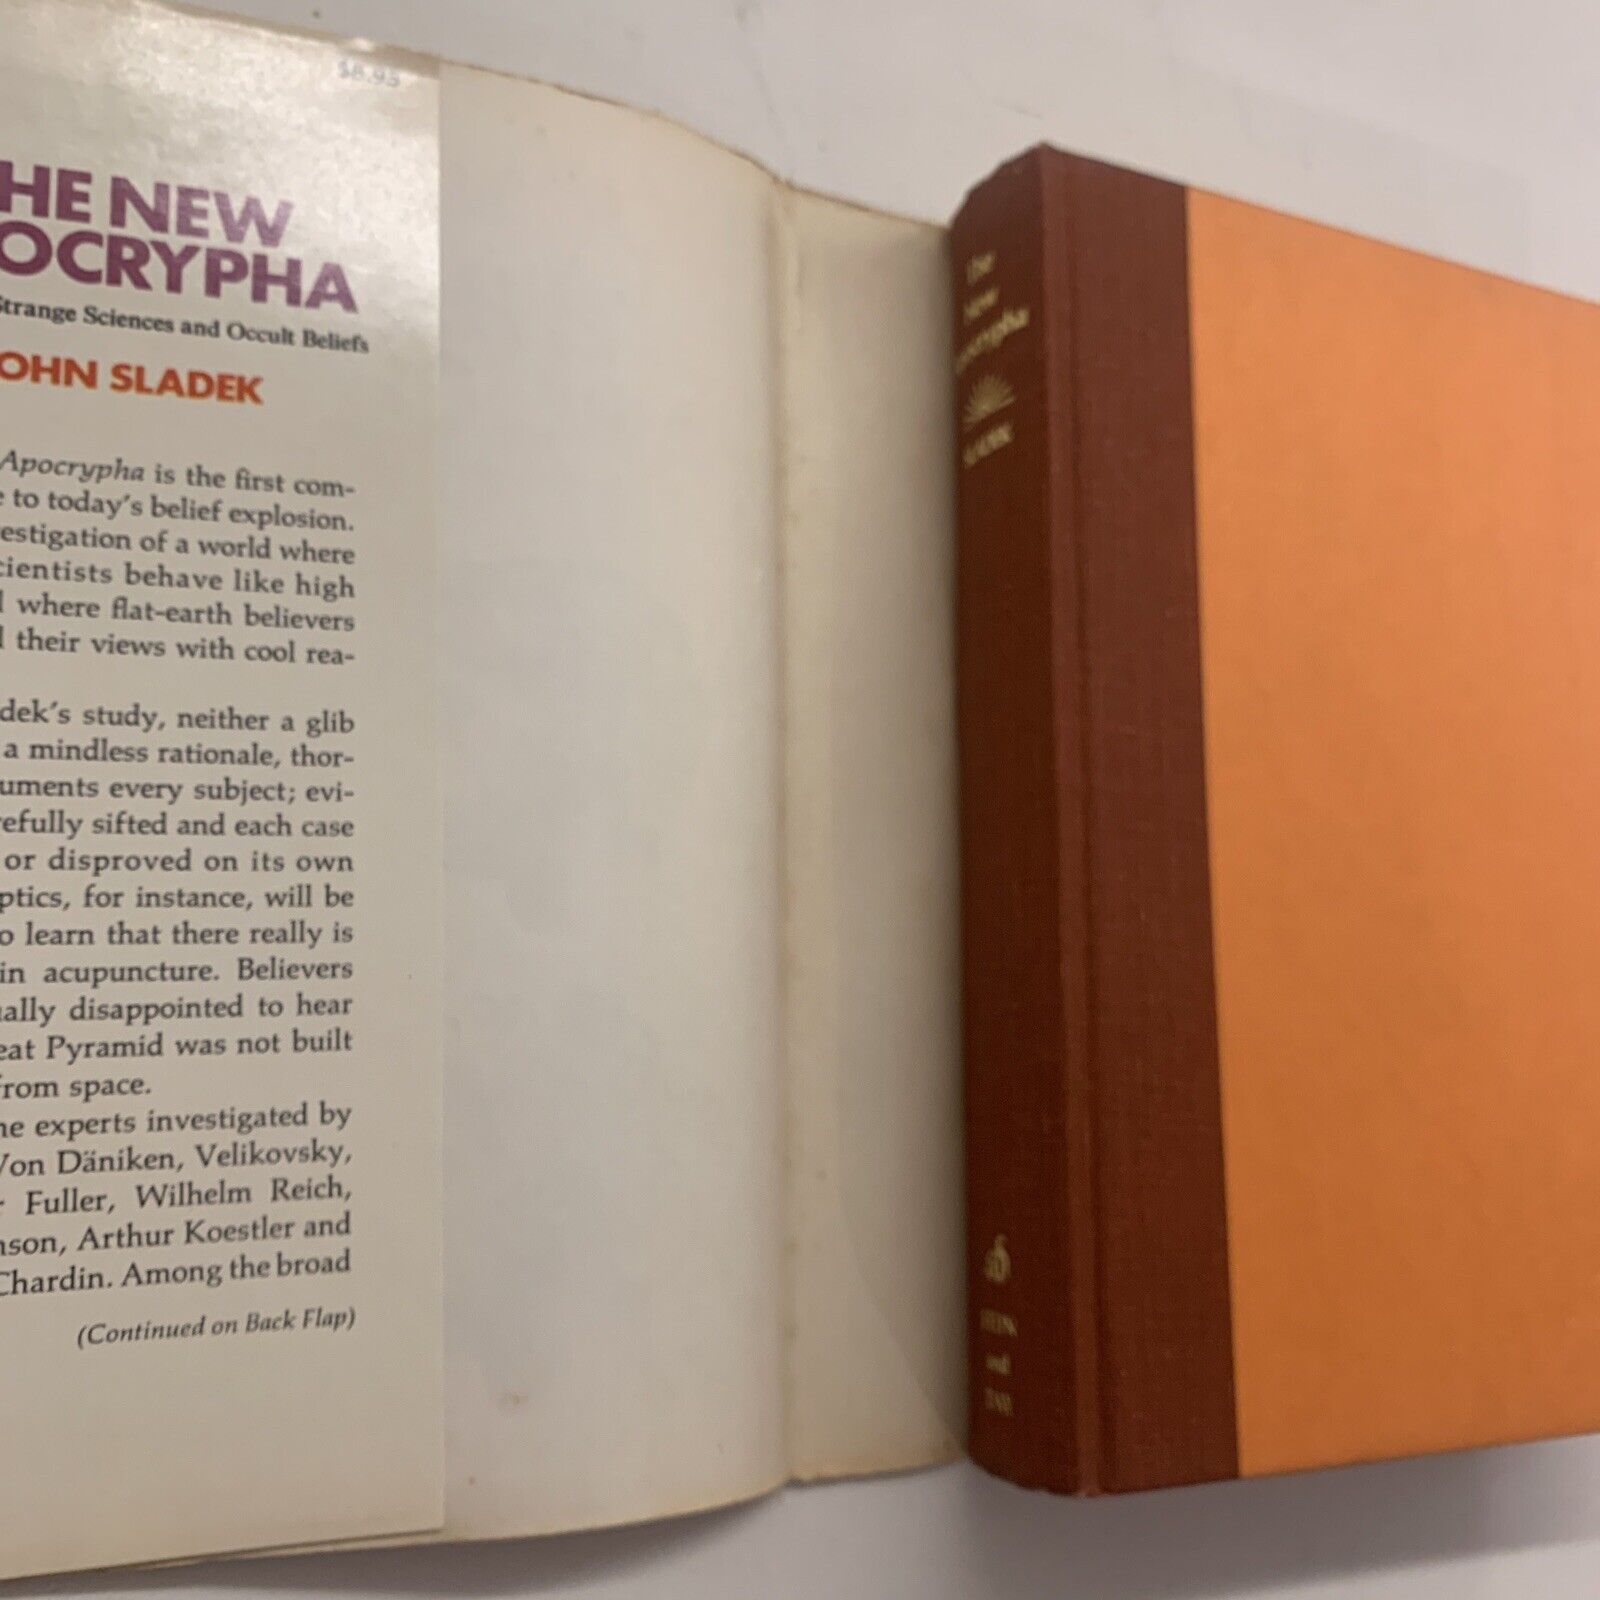 $8.95
HE NEW
OCRYPHA
Strange Sciences and Occult Beliefs
OHN SLADEK
Apocrypha is the first com-
e to today's belief explosion.
estigation of a world where
cientists behave like high
l where flat-earth believers
l their views with cool rea-
dek's study, neither a glib
a mindless rationale, thor-
uments every subject; evi-
efully sifted and each case
or disproved on its own
ptics, for instance, will be
o learn that there really is
in acupuncture. Believers
ually disappointed to hear
eat Pyramid was not built
from space.
he experts investigated by
Von Däniken, Velikovsky,
r Fuller, Wilhelm Reich,
nson, Arthur Koestler and
Chardin. Among the broad
(Continued on Back Flap)
the
New
Apocrypha
SLADEK
STEIN
and
DAY